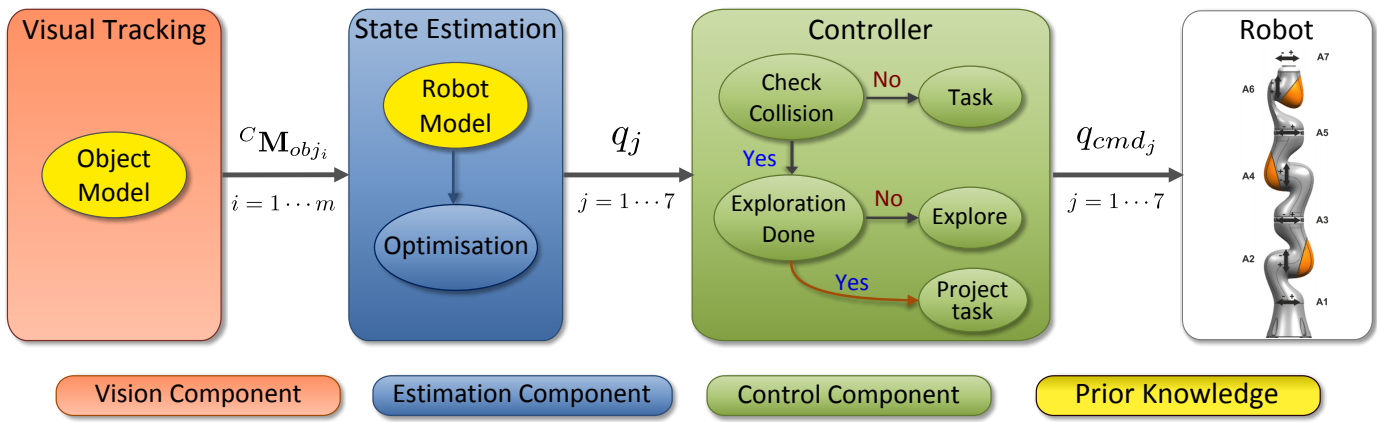 Visual Tracking
Object
Model
ᶜM_{obj_i}
i = 1 ··· m
State Estimation
Robot
Model
Optimisation
q_j
j = 1 ··· 7
Controller
Check
Collision
No
Task
Yes
Exploration
Done
No
Explore
Yes
Project
task
q_{cmd_j}
j = 1 ··· 7
Robot
A7
A6
A5
A4
A3
A2
A1
Vision Component
Estimation Component
Control Component
Prior Knowledge